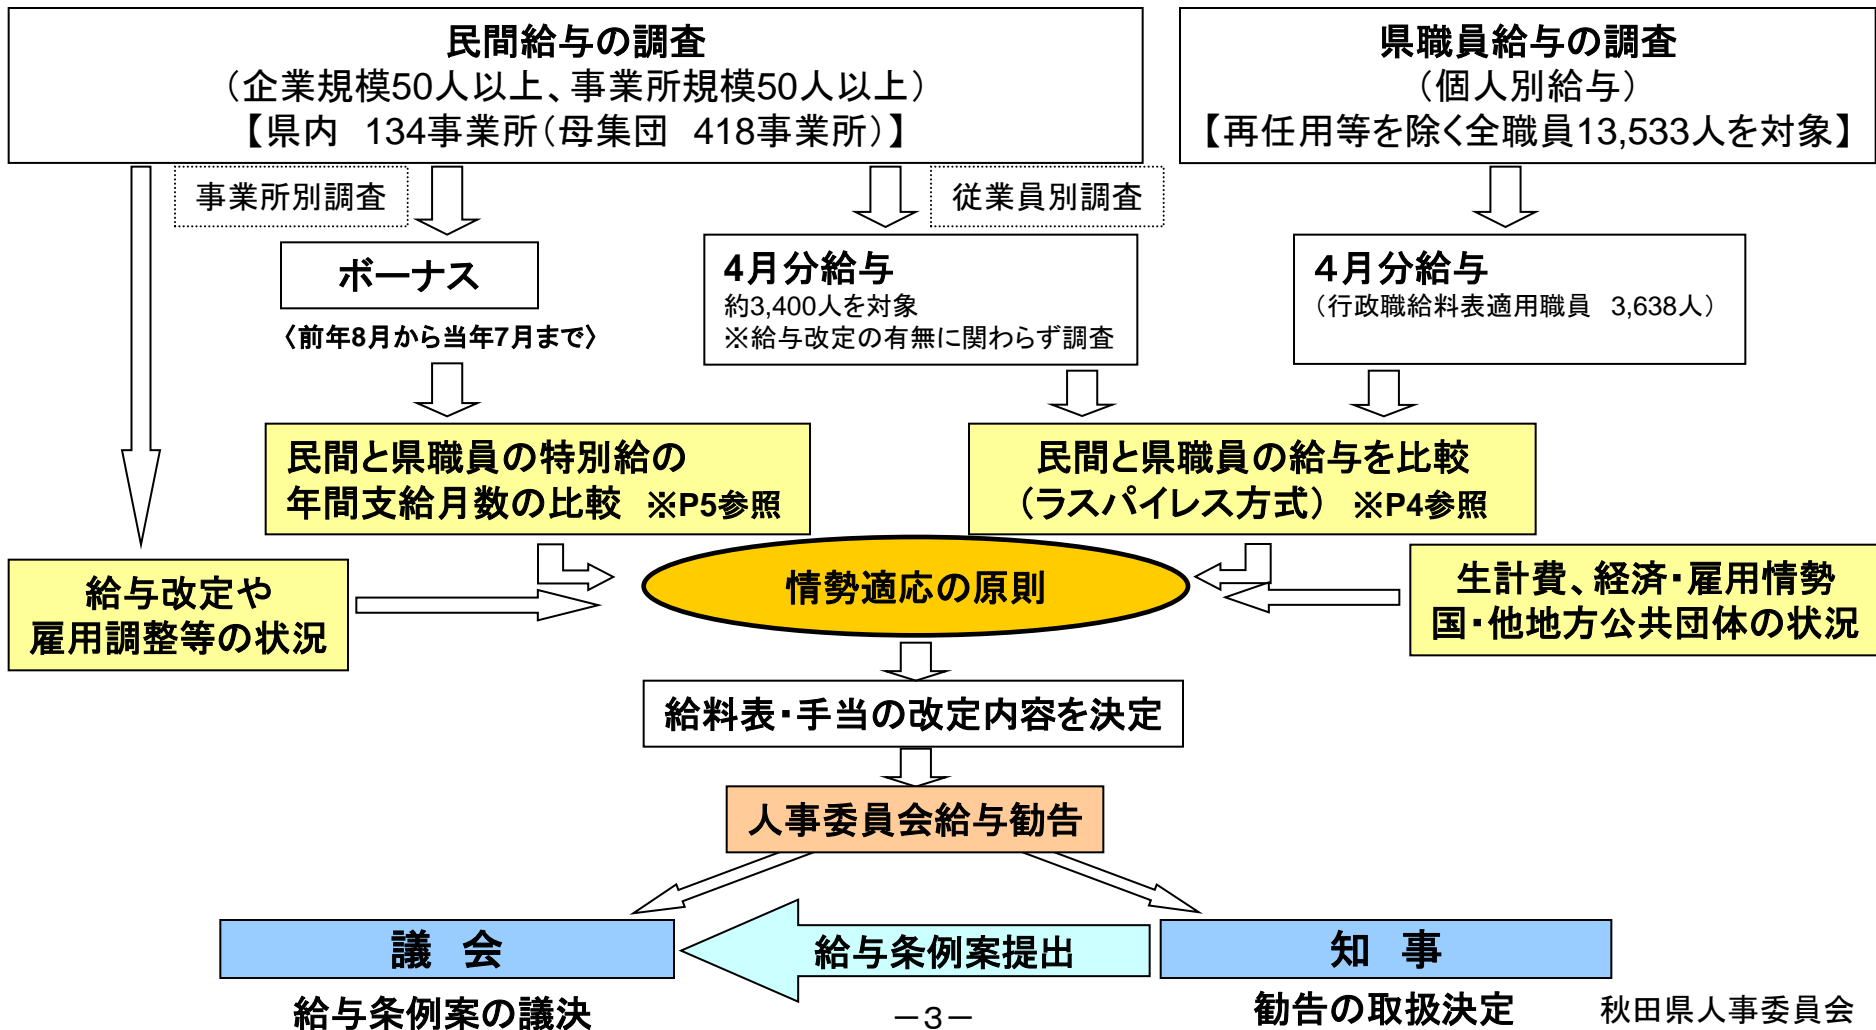 民間給与の調査
（企業規模50人以上、事業所規模50人以上）
【県内　134事業所（母集団　418事業所）】
県職員給与の調査
（個人別給与）
【再任用等を除く全職員13,533人を対象】
事業所別調査
従業員別調査
ボーナス
〈前年8月から当年7月まで〉
4月分給与
約3,400人を対象
※給与改定の有無に関わらず調査
４月分給与
（行政職給料表適用職員　3,638人）
民間と県職員の特別給の
年間支給月数の比較　※P5参照
民間と県職員の給与を比較
（ラスパイレス方式）　※P4参照
給与改定や
雇用調整等の状況
情勢適応の原則
生計費、経済・雇用情勢
国・他地方公共団体の状況
給料表・手当の改定内容を決定
人事委員会給与勧告
議　会
給与条例案提出
知　事
給与条例案の議決
－3－
勧告の取扱決定
秋田県人事委員会